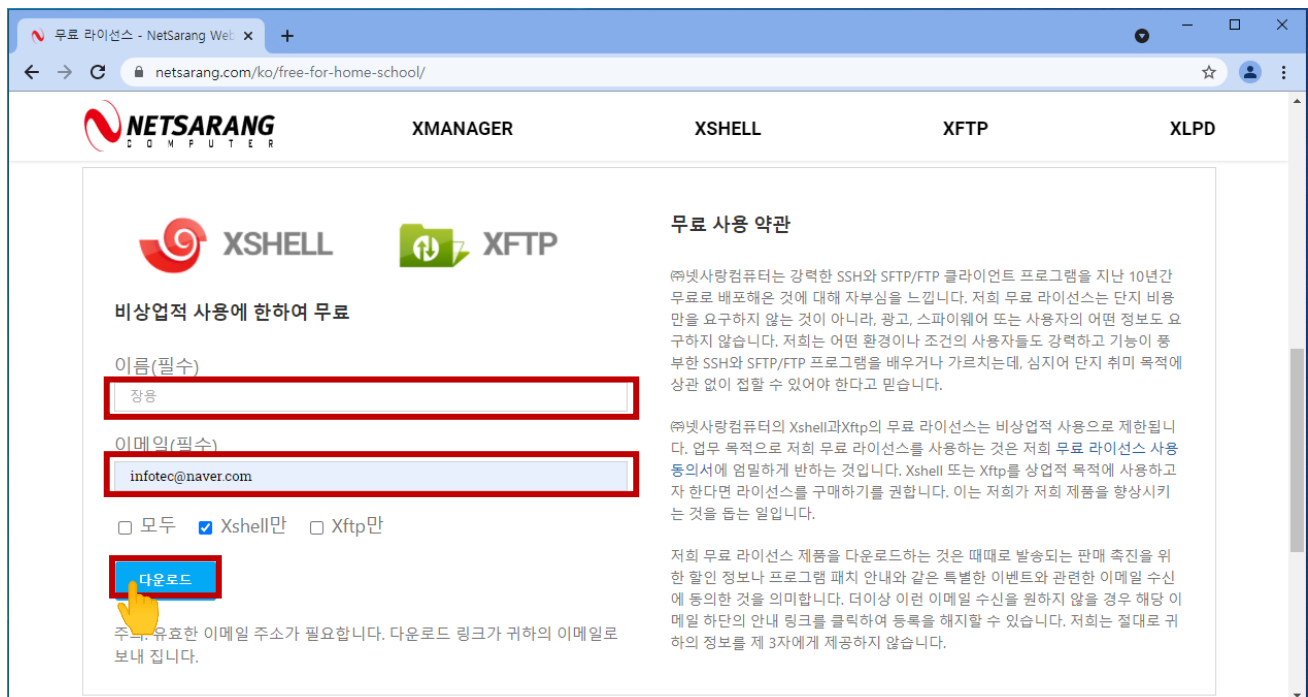 무료 라이선스 - NetSarang Web
netsarang.com/ko/free-for-home-school/
NETSARANG
COMPUTER
XMANAGER
XSHELL
XFTP
XLPD
XSHELL
XFTP
비상업적 사용에 한하여 무료
이름(필수)
장용
이메일(필수)
infotec@naver.com
모두
Xshell만
Xftp만
다운로드
주의: 유효한 이메일 주소가 필요합니다. 다운로드 링크가 귀하의 이메일로
보내 집니다.
무료 사용 약관
㈜넷사랑컴퓨터는 강력한 SSH와 SFTP/FTP 클라이언트 프로그램을 지난 10년간
무료로 배포해온 것에 대해 자부심을 느낍니다. 저희 무료 라이선스는 단지 비용
만을 요구하지 않는 것이 아니라, 광고, 스파이웨어 또는 사용자의 어떤 정보도 요
구하지 않습니다. 저희는 어떤 환경이나 조건의 사용자들도 강력하고 기능이 풍
부한 SSH와 SFTP/FTP 프로그램을 배우거나 가르치는데, 심지어 단지 취미 목적에
상관 없이 접할 수 있어야 한다고 믿습니다.
㈜넷사랑컴퓨터의 Xshell과Xftp의 무료 라이선스는 비상업적 사용으로 제한됩니
다. 업무 목적으로 저희 무료 라이선스를 사용하는 것은 저희 무료 라이선스 사용
동의서에 엄밀하게 반하는 것입니다. Xshell 또는 Xftp를 상업적 목적에 사용하고
자 한다면 라이선스를 구매하기를 권합니다. 이는 저희가 저희 제품을 향상시키
는 것을 돕는 일입니다.
저희 무료 라이선스 제품을 다운로드하는 것은 때때로 발송되는 판매 촉진을 위
한 할인 정보나 프로그램 패치 안내와 같은 특별한 이벤트와 관련한 이메일 수신
에 동의한 것을 의미합니다. 더이상 이런 이메일 수신을 원하지 않을 경우 해당 이
메일 하단의 안내 링크를 클릭하여 등록을 해지할 수 있습니다. 저희는 절대로 귀
하의 정보를 제 3자에게 제공하지 않습니다.